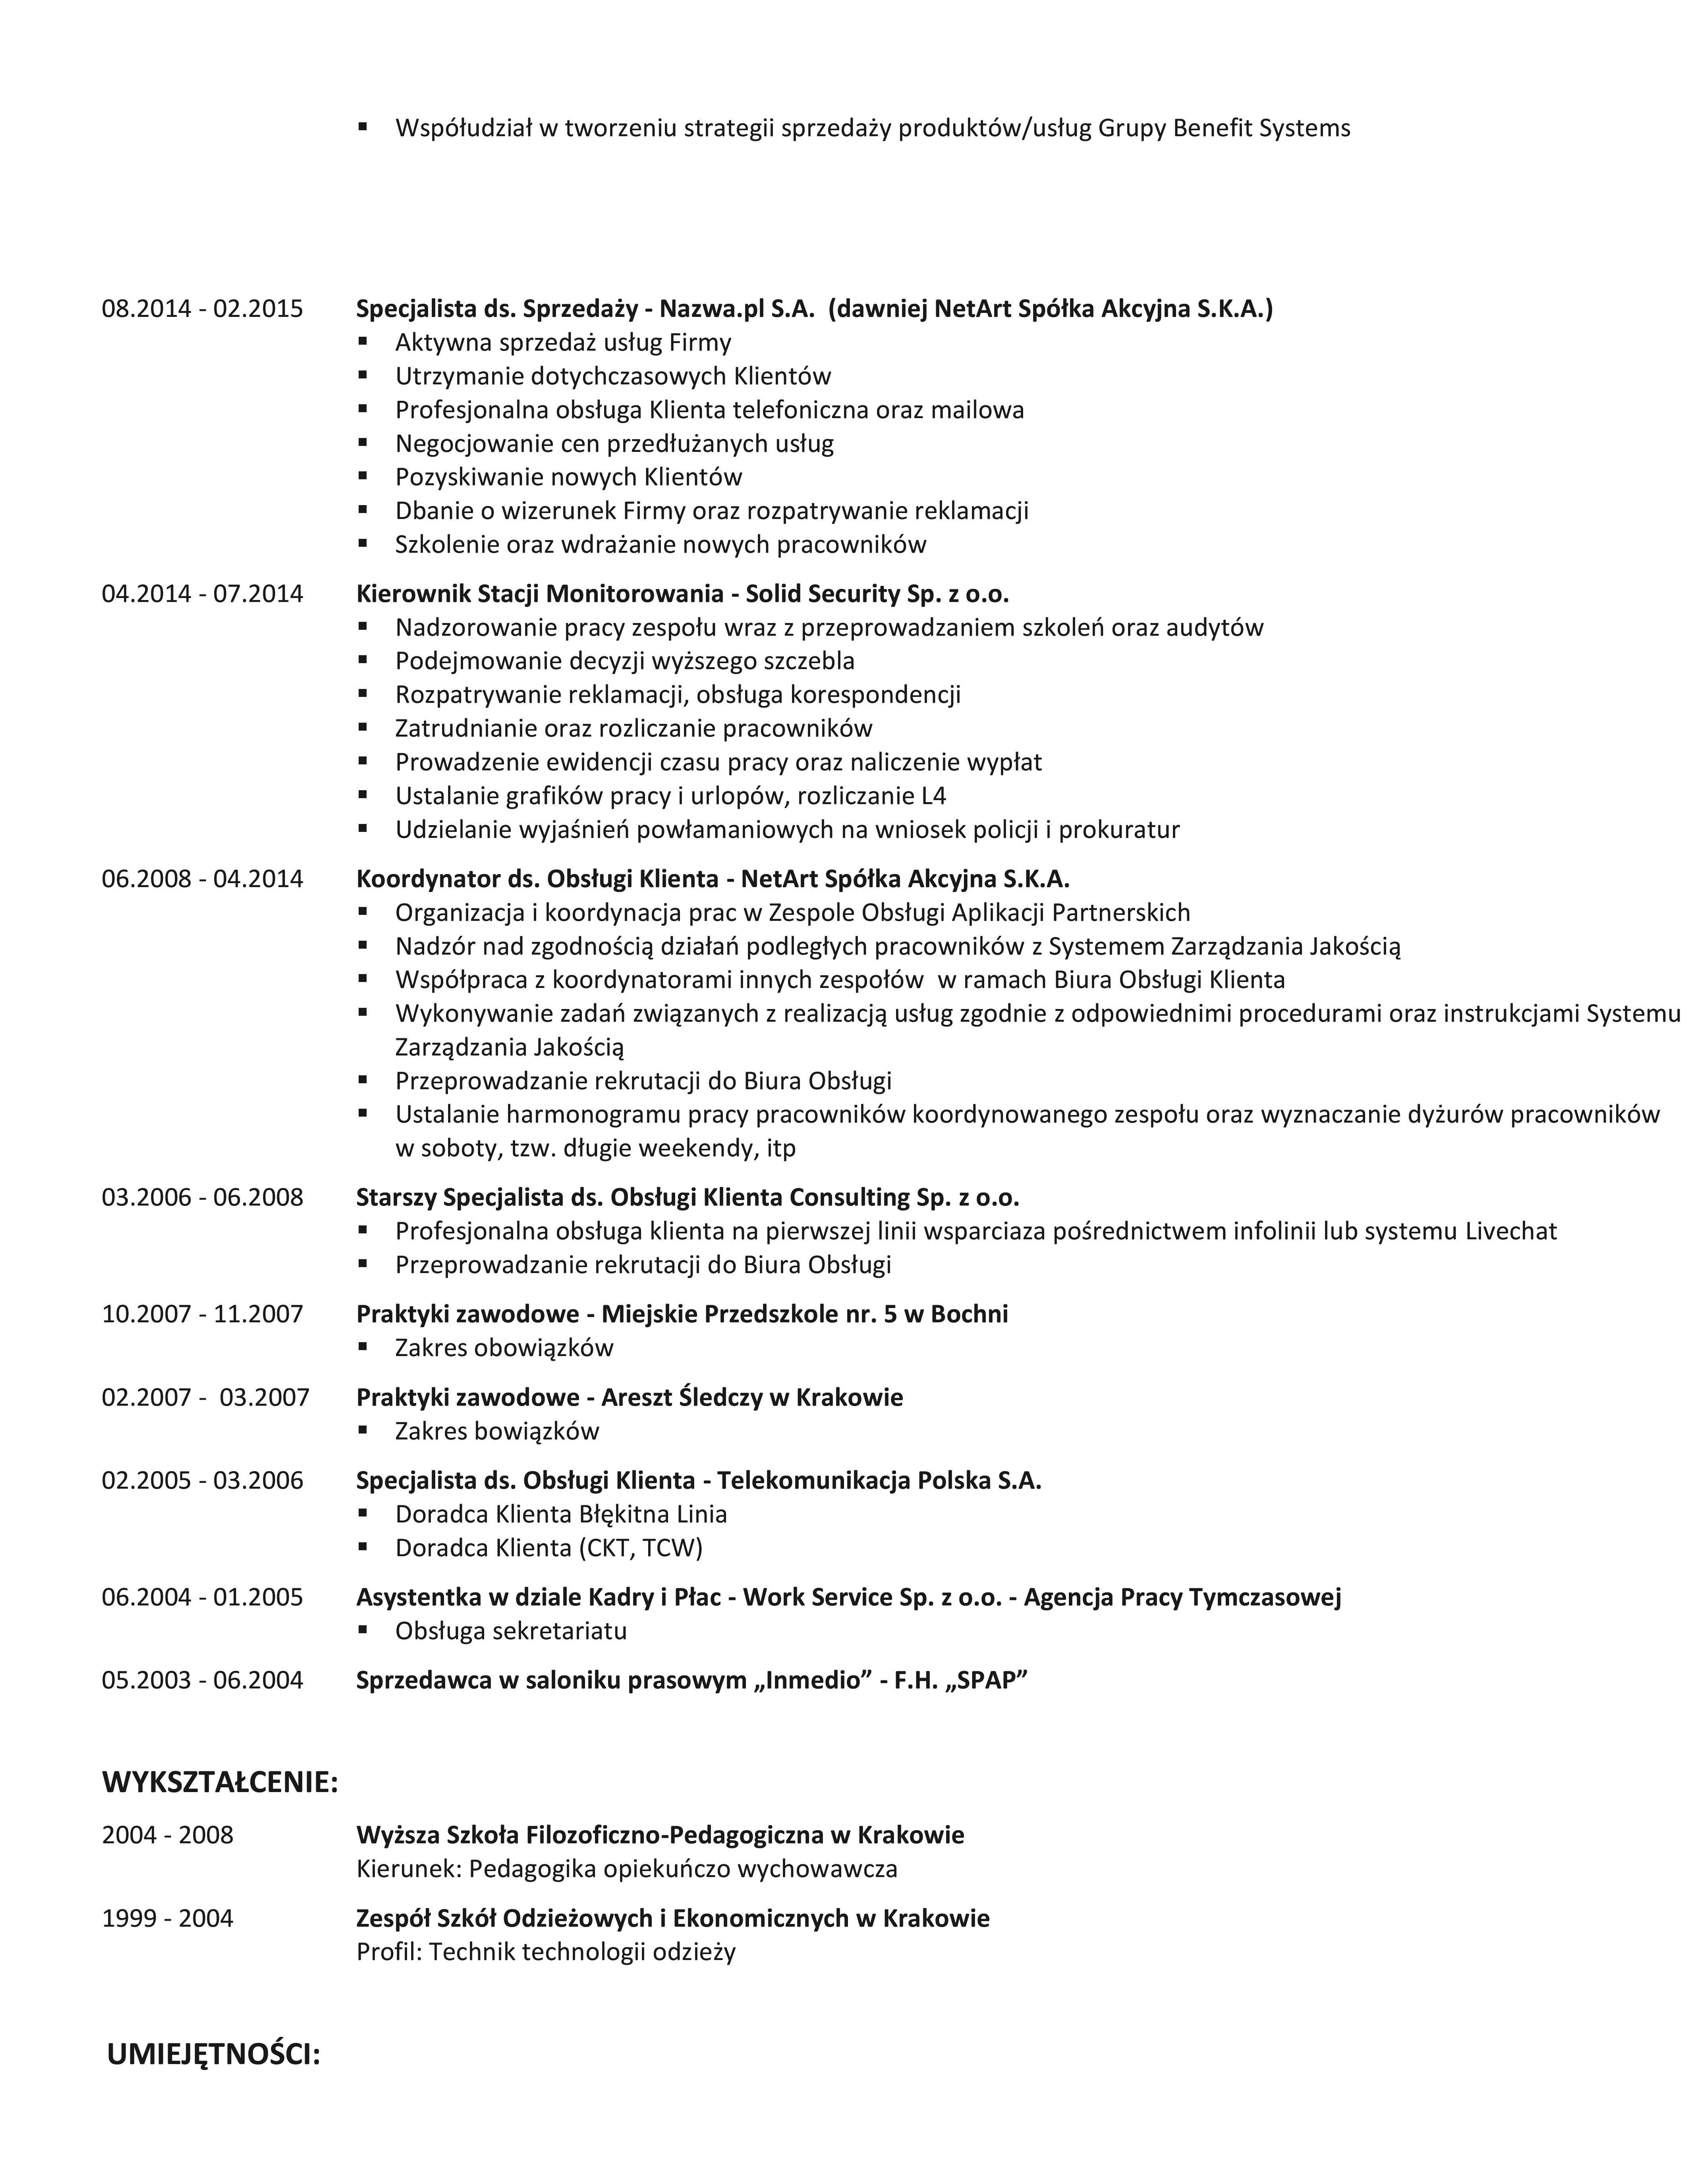 ▪ Współudział w tworzeniu strategii sprzedaży produktów/usług Grupy Benefit Systems
08.2014 - 02.2015 Specjalista ds. Sprzedaży - Nazwa.pl S.A.  (dawniej NetArt Spółka Akcyjna S.K.A.)
▪ Aktywna sprzedaż usług Firmy
▪ Utrzymanie dotychczasowych Klientów
▪ Profesjonalna obsługa Klienta telefoniczna oraz mailowa
▪ Negocjowanie cen przedłużanych usług
▪ Pozyskiwanie nowych Klientów
▪ Dbanie o wizerunek Firmy oraz rozpatrywanie reklamacji
▪ Szkolenie oraz wdrażanie nowych pracowników
04.2014 - 07.2014 Kierownik Stacji Monitorowania - Solid Security Sp. z o.o.
▪ Nadzorowanie pracy zespołu wraz z przeprowadzaniem szkoleń oraz audytów
▪ Podejmowanie decyzji wyższego szczebla
▪ Rozpatrywanie reklamacji, obsługa korespondencji
▪ Zatrudnianie oraz rozliczanie pracowników
▪ Prowadzenie ewidencji czasu pracy oraz naliczenie wypłat
▪ Ustalanie grafików pracy i urlopów, rozliczanie L4
▪ Udzielanie wyjaśnień powłamaniowych na wniosek policji i prokuratur
06.2008 - 04.2014 Koordynator ds. Obsługi Klienta - NetArt Spółka Akcyjna S.K.A.
▪ Organizacja i koordynacja prac w Zespole Obsługi Aplikacji Partnerskich
▪ Nadzór nad zgodnością działań podległych pracowników z Systemem Zarządzania Jakością
▪ Współpraca z koordynatorami innych zespołów  w ramach Biura Obsługi Klienta
▪ Wykonywanie zadań związanych z realizacją usług zgodnie z odpowiednimi procedurami oraz instrukcjami Systemu
Zarządzania Jakością
▪ Przeprowadzanie rekrutacji do Biura Obsługi
▪ Ustalanie harmonogramu pracy pracowników koordynowanego zespołu oraz wyznaczanie dyżurów pracowników
w soboty, tzw. długie weekendy, itp
03.2006 - 06.2008 Starszy Specjalista ds. Obsługi Klienta Consulting Sp. z o.o.
▪ Profesjonalna obsługa klienta na pierwszej linii wsparciaza pośrednictwem infolinii lub systemu Livechat
▪ Przeprowadzanie rekrutacji do Biura Obsługi
10.2007 - 11.2007 Praktyki zawodowe - Miejskie Przedszkole nr. 5 w Bochni
▪ Zakres obowiązków
02.2007 -  03.2007 Praktyki zawodowe - Areszt Śledczy w Krakowie
▪ Zakres bowiązków
02.2005 - 03.2006 Specjalista ds. Obsługi Klienta - Telekomunikacja Polska S.A.
▪ Doradca Klienta Błękitna Linia
▪ Doradca Klienta (CKT, TCW)
06.2004 - 01.2005 Asystentka w dziale Kadry i Płac - Work Service Sp. z o.o. - Agencja Pracy Tymczasowej
▪ Obsługa sekretariatu
05.2003 - 06.2004 Sprzedawca w saloniku prasowym „Inmedio” - F.H. „SPAP”
WYKSZTAŁCENIE:
2004 - 2008 Wyższa Szkoła Filozoficzno-Pedagogiczna w Krakowie
Kierunek: Pedagogika opiekuńczo wychowawcza
1999 - 2004 Zespół Szkół Odzieżowych i Ekonomicznych w Krakowie
Profil: Technik technologii odzieży
UMIEJĘTNOŚCI: